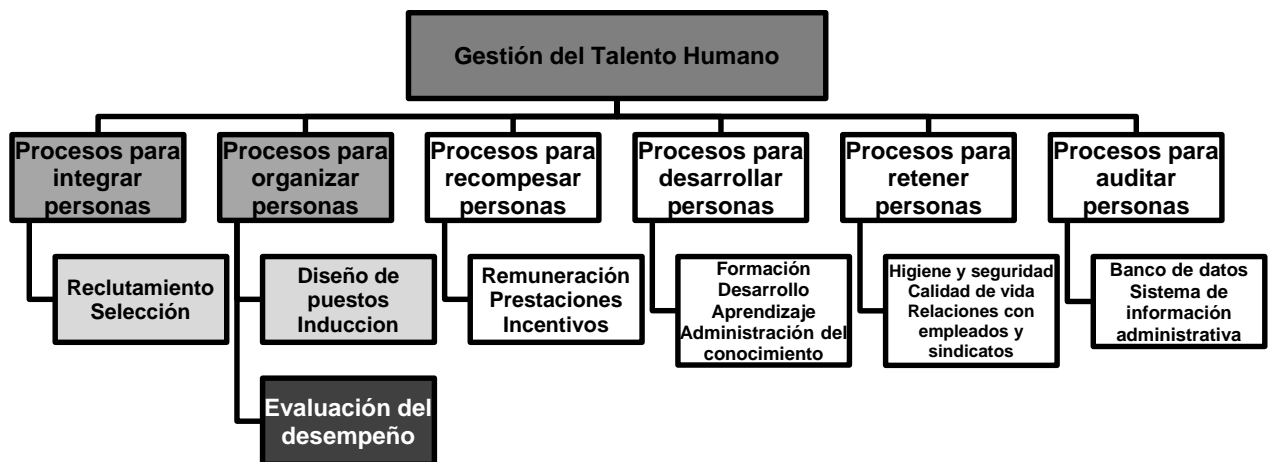 Gestión del Talento Humano
Procesos para
integrar
personas
Procesos para
organizar
personas
Procesos para
recompesar
personas
Procesos para
desarrollar
personas
Procesos para
retener
personas
Procesos para
auditar
personas
Reclutamiento
Selección
Diseño de
puestos
Induccion
Remuneración
Prestaciones
Incentivos
Formación
Desarrollo
Aprendizaje
Administración del
conocimiento
Higiene y seguridad
Calidad de vida
Relaciones con
empleados y
sindicatos
Banco de datos
Sistema de
información
administrativa
Evaluación del
desempeño